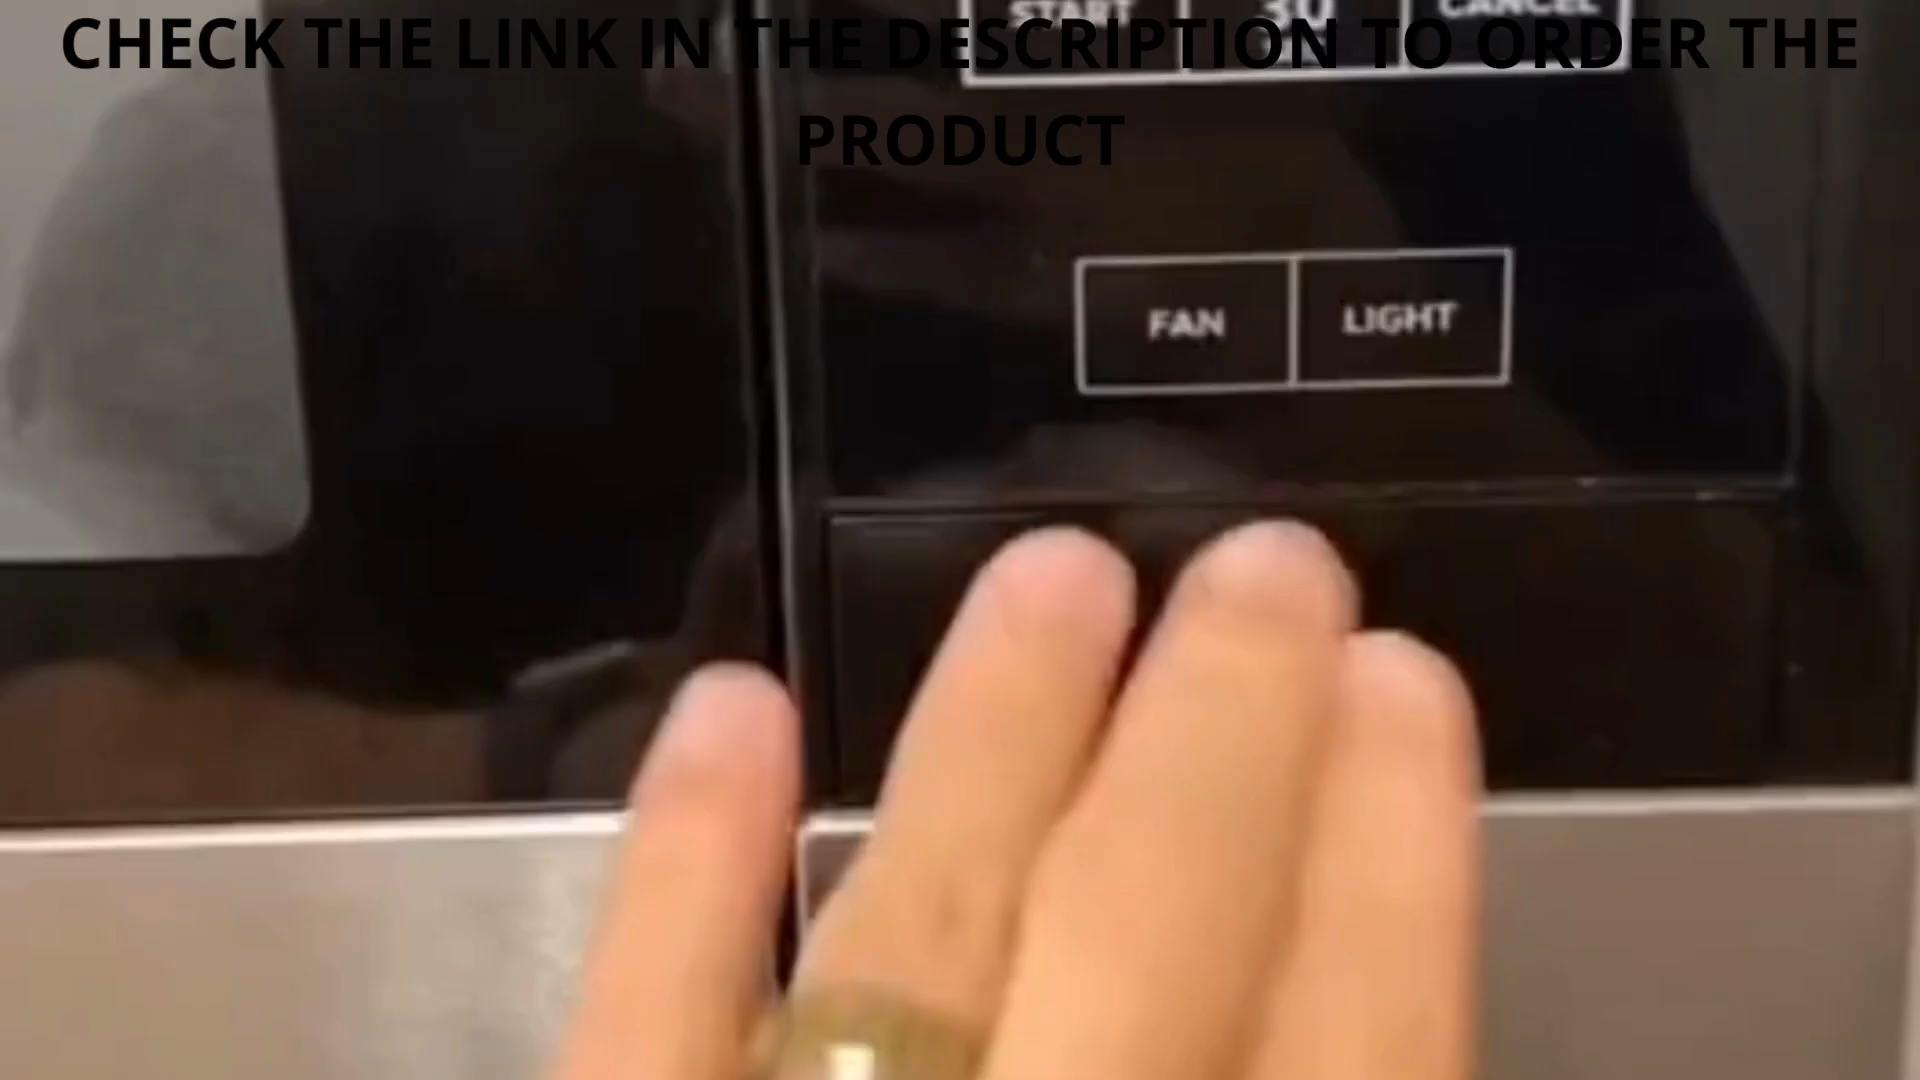 CHECK THE LINK IN THE DESCRIPTION TO ORDER THE
PRODUCT
START 30 CANCEL
FAN LIGHT